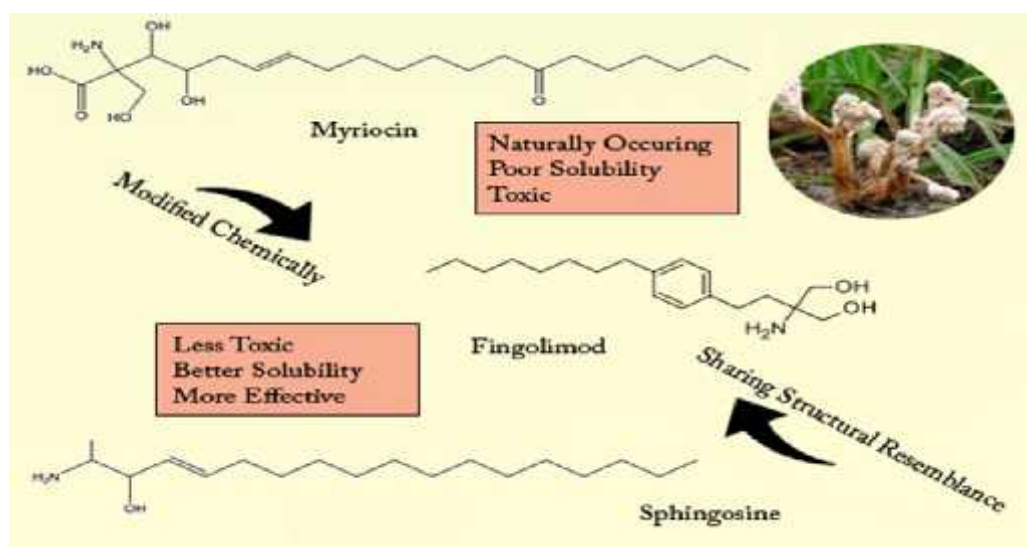 OH
H₂N
HO
O
HO
OH
O
Myriocin
Naturally Occuring
Poor Solubility
Toxic
Modified Chemically
OH
OH
H₂N
Fingolimod
Less Toxic
Better Solubility
More Effective
Sharing Structural Resemblance
H₂N
OH
Sphingosine